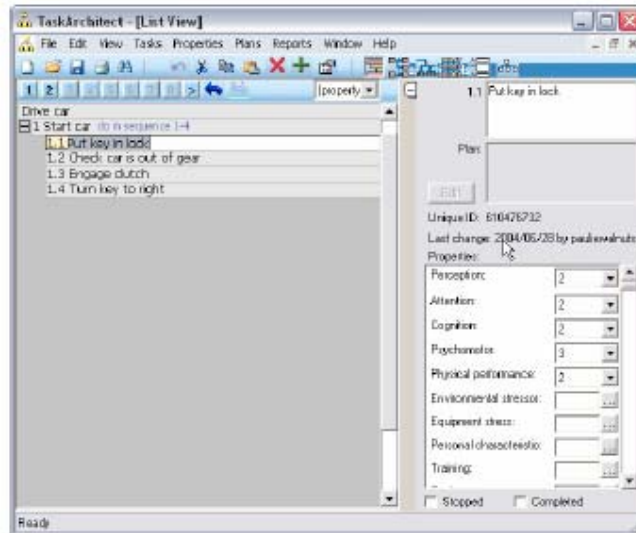 TaskArchitect - [List View]
File Edit View Tasks Properties Plans Reports Window Help
1 2 >
(property
1.1 Put key in lock
Drive car
1 Start car do in sequence 1-4
1.1 Put key in lock
1.2 Check car is out of gear
1.3 Engage clutch
1.4 Turn key to right
Plan:
Edit
Unique ID: 610476732
Last change: 2004/06/28 by
Properties:
Perception: 2
Attention: 2
Cognition: 2
Psychomotor: 3
Physical performance: 2
Environmental stressor: ...
Equipment stress: ...
Personal characteristic: ...
Training: ...
Stopped Completed
Ready